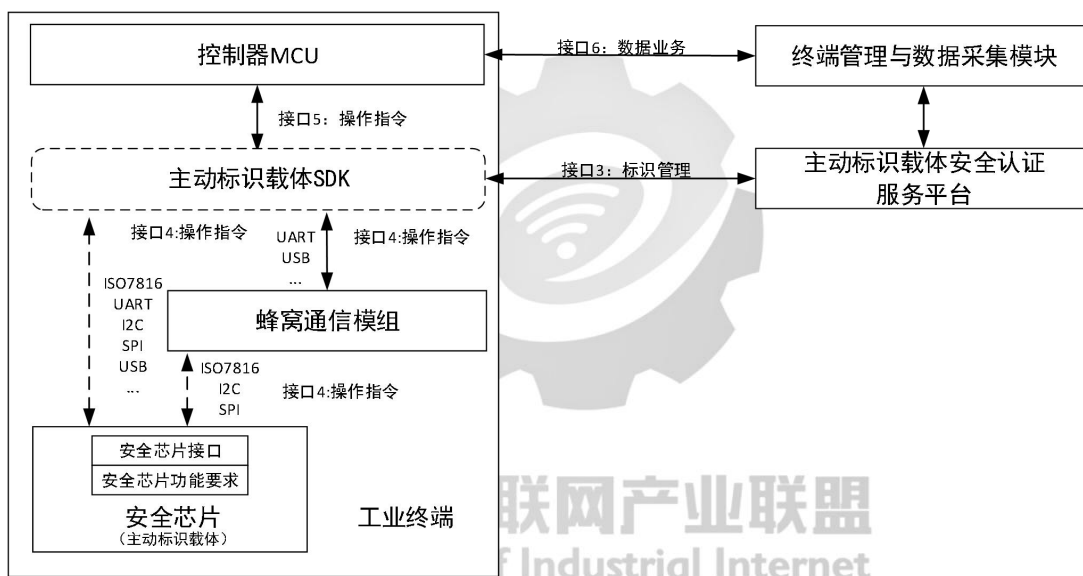 控制器MCU
接口6：数据业务
终端管理与数据采集模块
接口5：操作指令
主动标识载体SDK
接口3：标识管理
主动标识载体安全认证
服务平台
接口4:操作指令
UART
USB
...
接口4:操作指令
ISO7816
UART
I2C
SPI
USB
...
蜂窝通信模组
ISO7816
I2C
SPI
接口4:操作指令
安全芯片接口
安全芯片功能要求
安全芯片
（主动标识载体）
工业终端
联网产业联盟
of Industrial Internet